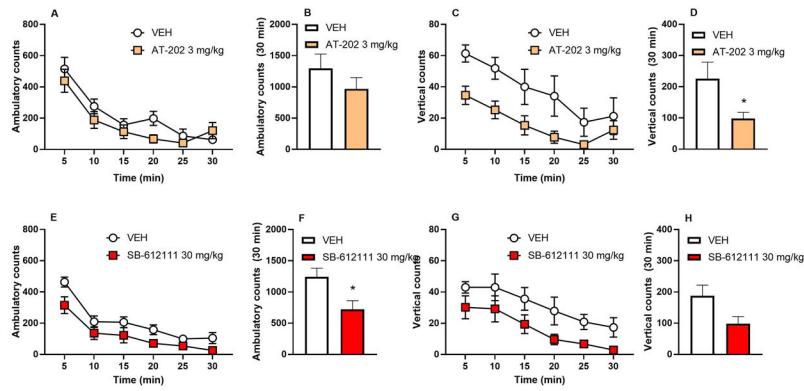 A
VEH
AT-202 3 mg/kg
Ambulatory counts
800
600
400
200
0
5 10 15 20 25 30
Time (min)
B
VEH
AT-202 3 mg/kg
Ambulatory counts (30 min)
2000
1500
1000
500
0
C
VEH
AT-202 3 mg/kg
Vertical counts
80
60
40
20
0
5 10 15 20 25 30
Time (min)
D
VEH
AT-202 3 mg/kg
Vertical counts (30 min)
400
300
200
100
0
*
E
VEH
SB-612111 30 mg/kg
Ambulatory counts
800
600
400
200
0
5 10 15 20 25 30
Time (min)
F
VEH
SB-612111 30 mg/kg
Ambulatory counts (30 min)
2000
1500
1000
500
0
*
G
VEH
SB-612111 30 mg/kg
Vertical counts
80
60
40
20
0
5 10 15 20 25 30
Time (min)
H
VEH
SB-612111 30 mg/kg
Vertical counts (30 min)
400
300
200
100
0